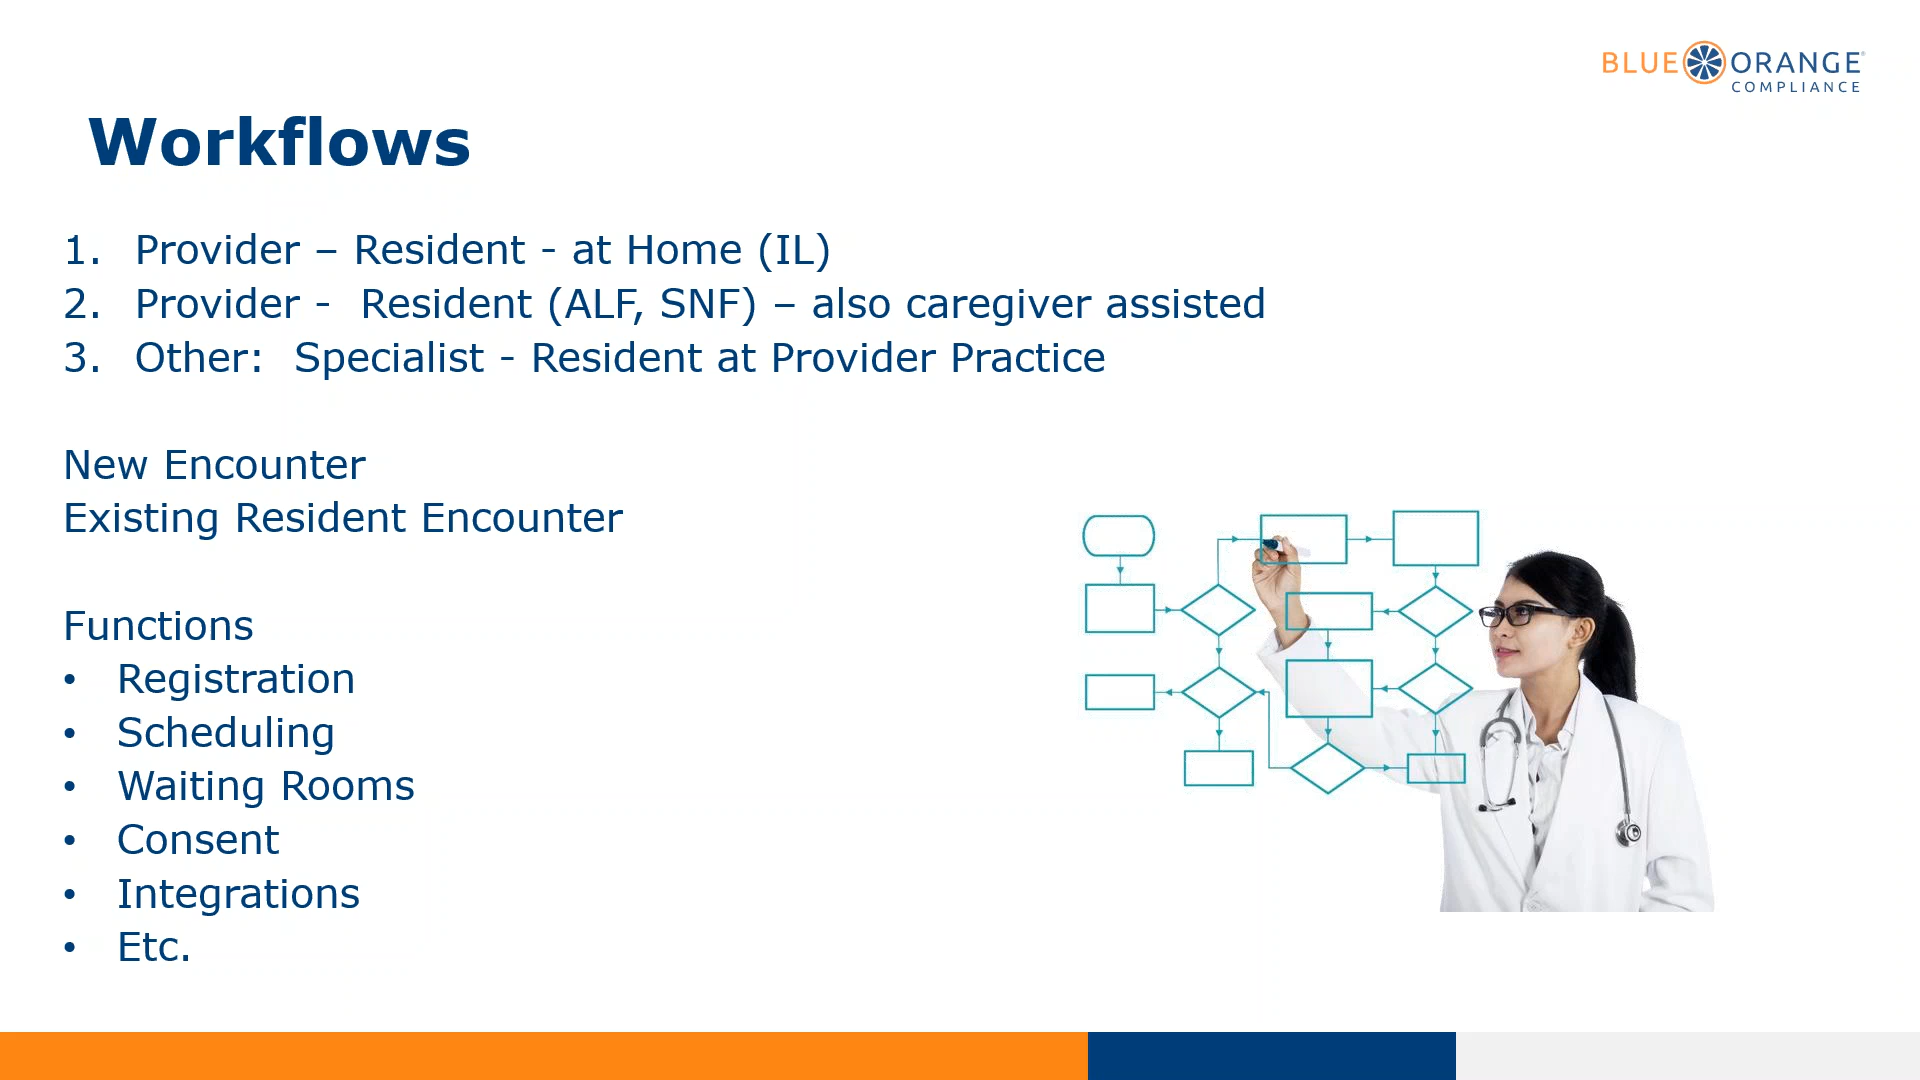 BLUE ORANGE®
COMPLIANCE
Workflows
1. Provider – Resident - at Home (IL)
2. Provider -  Resident (ALF, SNF) – also caregiver assisted
3. Other:  Specialist - Resident at Provider Practice
New Encounter
Existing Resident Encounter
Functions
• Registration
• Scheduling
• Waiting Rooms
• Consent
• Integrations
• Etc.